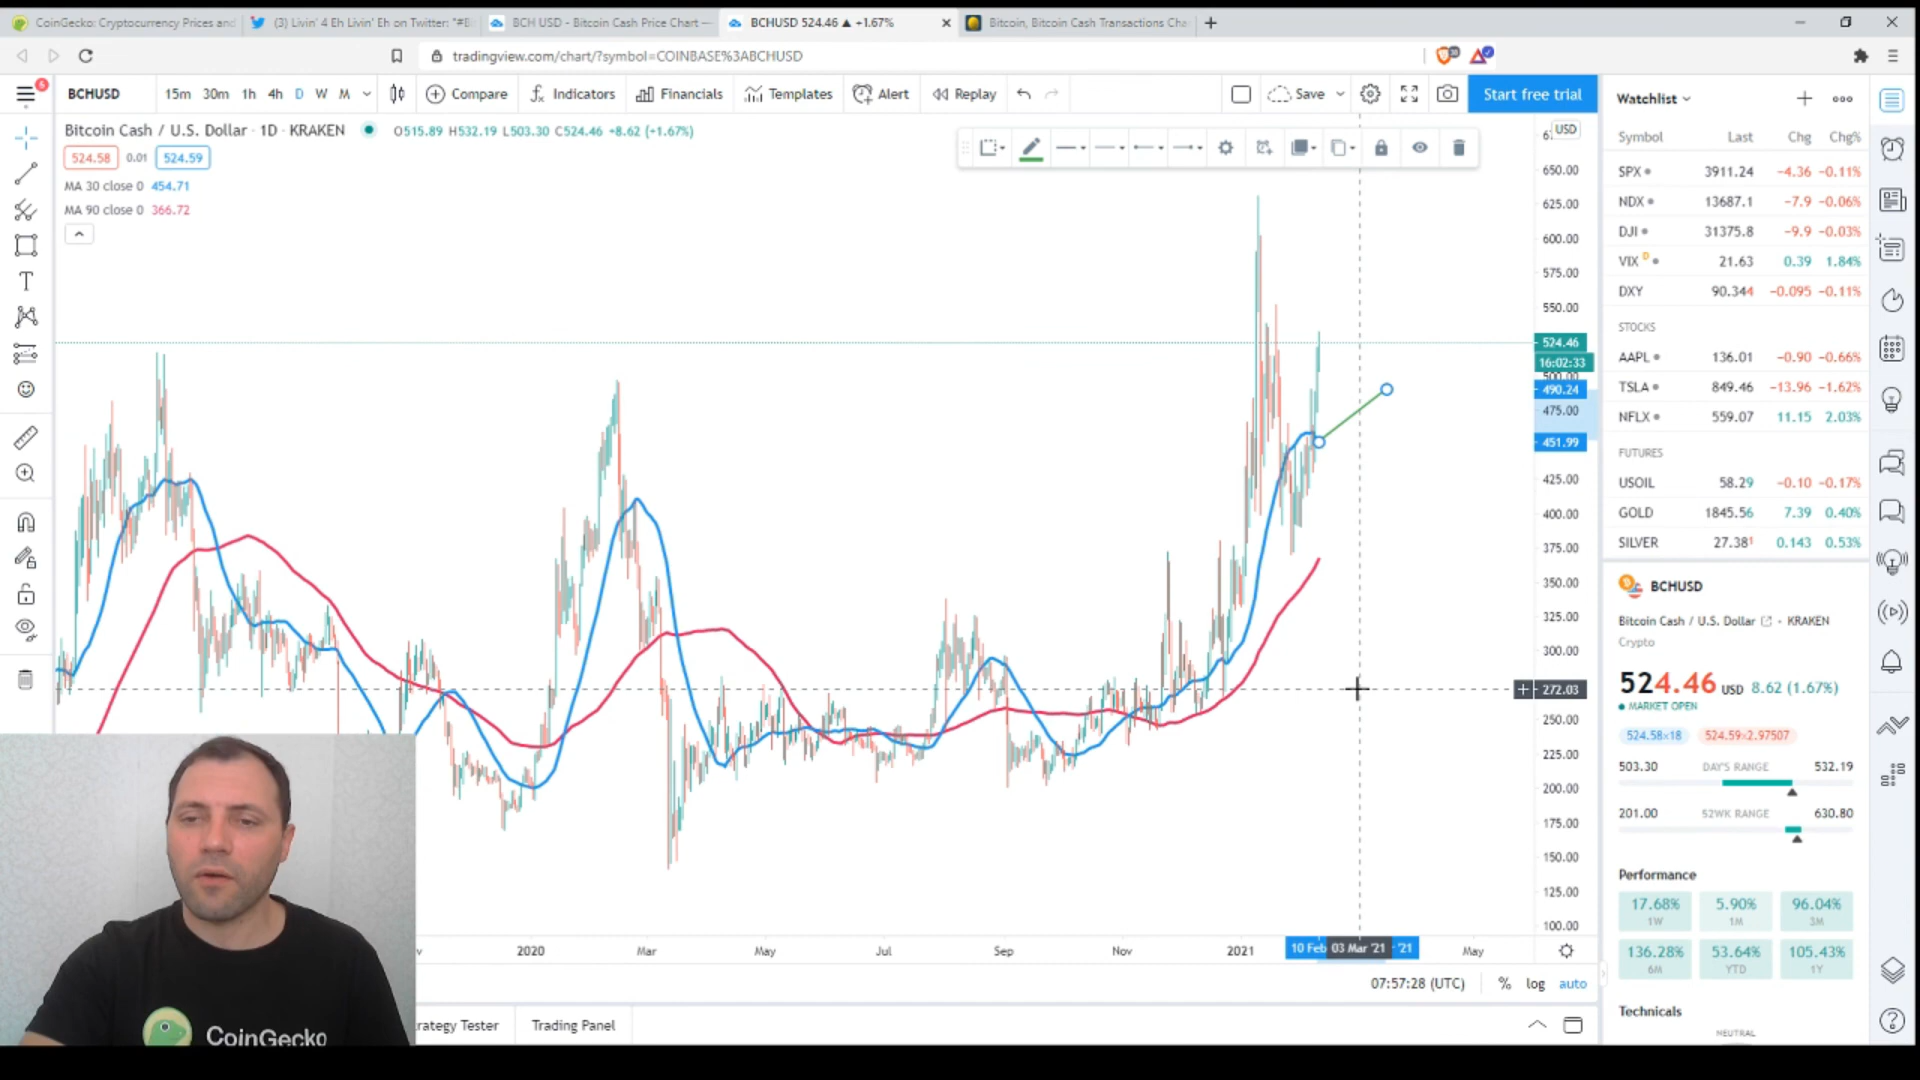 CoinGecko: Cryptocurrency Prices and
(3) Livin' 4 Eh Livin' Eh on Twitter: "#Bi
BCH USD - Bitcoin Cash Price Chart —
BCHUSD 524.46 ▲ +1.67%
Bitcoin, Bitcoin Cash Transactions Cha
tradingview.com/chart/?symbol=COINBASE%3ABCHUSD
6
BCHUSD 15m 30m 1h 4h D W M Compare Indicators Financials Templates Alert Replay Save Start free trial
Bitcoin Cash / U.S. Dollar · 1D · KRAKEN O515.89 H532.19 L503.30 C524.46 +8.62 (+1.67%)
524.58 0.01 524.59
MA 30 close 0 454.71
MA 90 close 0 366.72
USD
650.00
625.00
600.00
575.00
550.00
524.46
16:02:33
500.00
490.24
475.00
451.99
425.00
400.00
375.00
350.00
325.00
300.00
272.03
250.00
225.00
200.00
175.00
150.00
125.00
100.00
2020 Mar May Jul Sep Nov 2021 10 Feb 03 Mar '21 '21 May
07:57:28 (UTC) % log auto
rategy Tester Trading Panel
CoinGecko
Watchlist
Symbol Last Chg Chg%
SPX 3911.24 −4.36 −0.11%
NDX 13687.1 −7.9 −0.06%
DJI 31375.8 −9.9 −0.03%
VIX D 21.63 0.39 1.84%
DXY 90.344 −0.095 −0.11%
STOCKS
AAPL 136.01 −0.90 −0.66%
TSLA 849.46 −13.96 −1.62%
NFLX 559.07 11.15 2.03%
FUTURES
USOIL 58.29 −0.10 −0.17%
GOLD 1845.56 7.39 0.40%
SILVER 27.381 0.143 0.53%
BCHUSD
Bitcoin Cash / U.S. Dollar · KRAKEN
Crypto
524.46 USD 8.62 (1.67%)
MARKET OPEN
524.58×18 524.59×2.97507
503.30 DAY'S RANGE 532.19
201.00 52WK RANGE 630.80
Performance
17.68% 5.90% 96.04%
1W 1M 3M
136.28% 53.64% 105.43%
6M YTD 1Y
Technicals
NEUTRAL